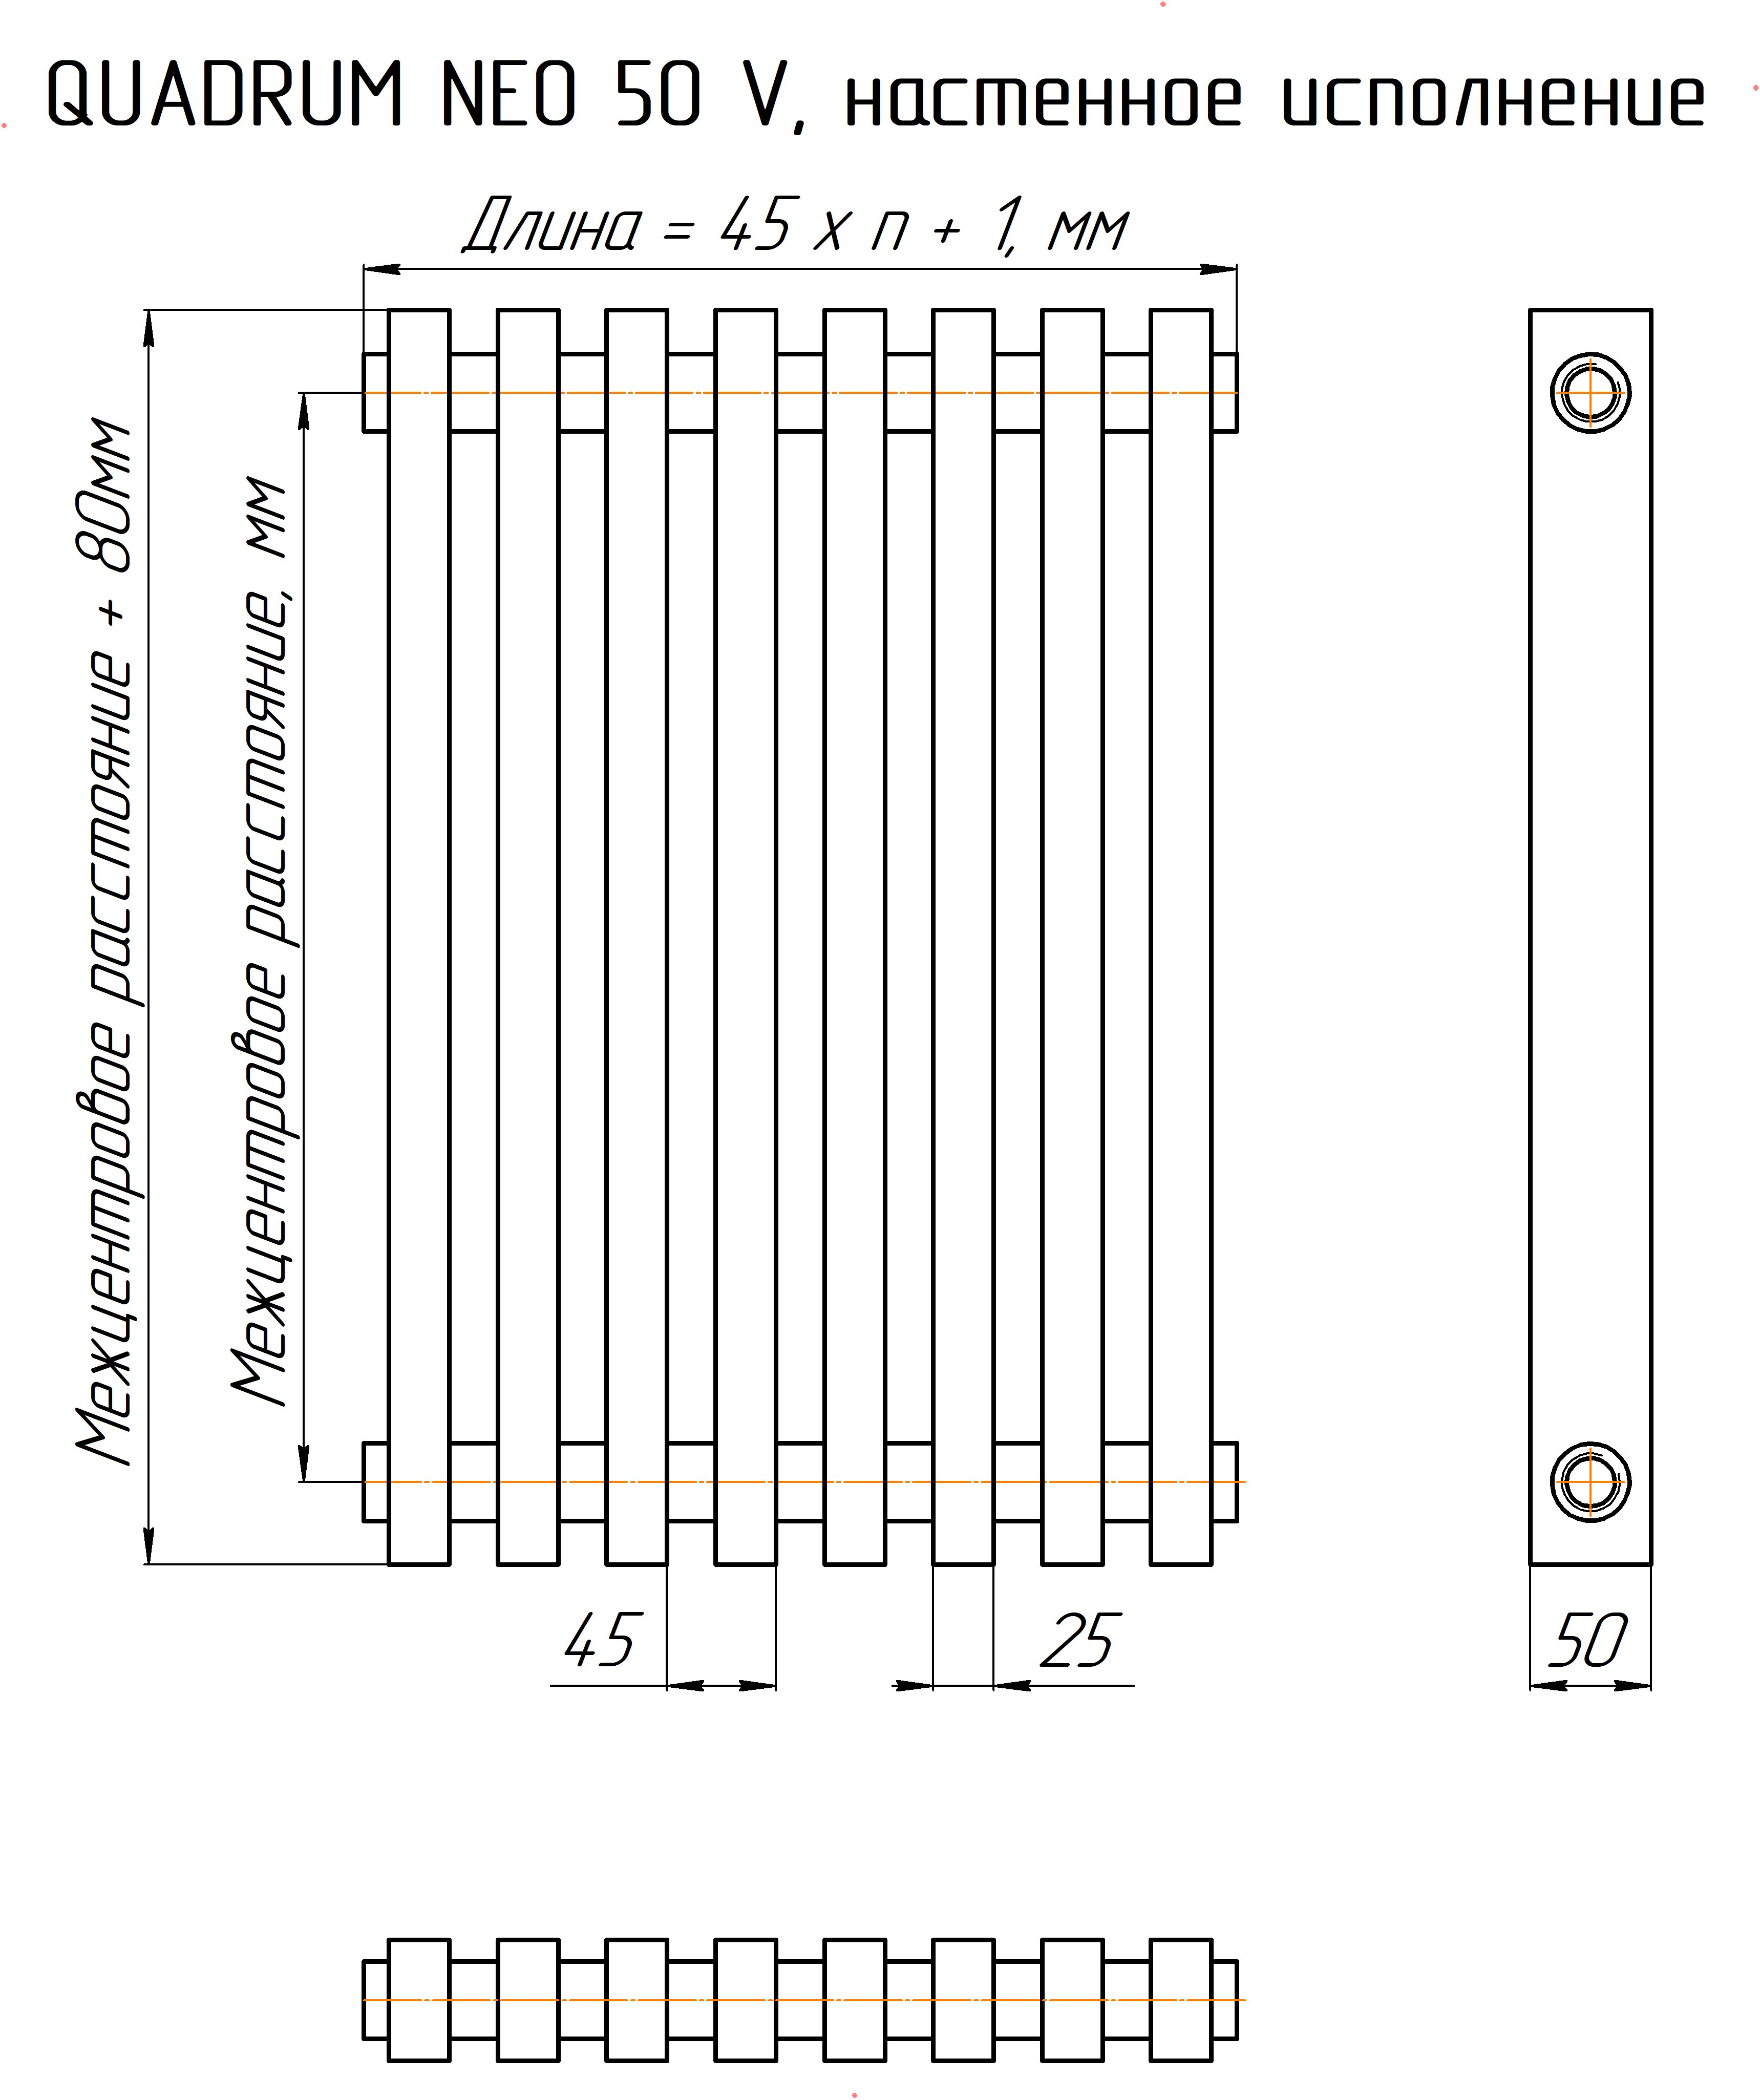 QUADRUM NEO 50 V, настенное исполнение
Длина = 45 x n + 1, мм
Межцентровое расстояние + 80мм
Межцентровое расстояние, мм
45
25
50